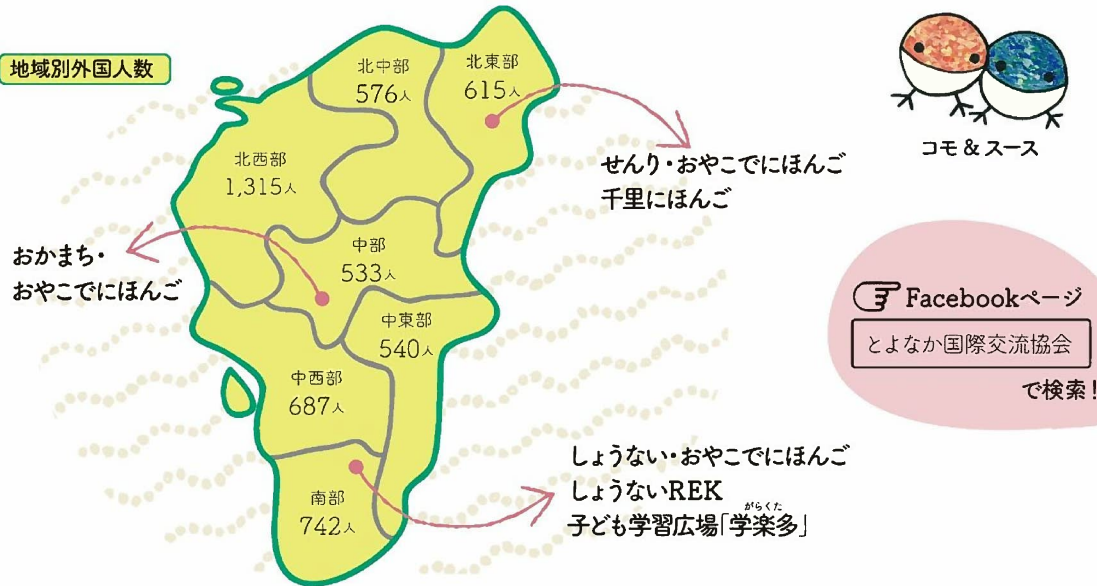 地域別外国人数
北中部
576人
北東部
615人
北西部
1,315人
中部
533人
中東部
540人
中西部
687人
南部
742人
せんり・おやこでにほんご
千里にほんご
おかまち・
おやこでにほんご
しょうない・おやこでにほんご
しょうないREK
がらくた
子ども学習広場「学楽多」
コモ&スース
Facebookページ
とよなか国際交流協会
で検索!